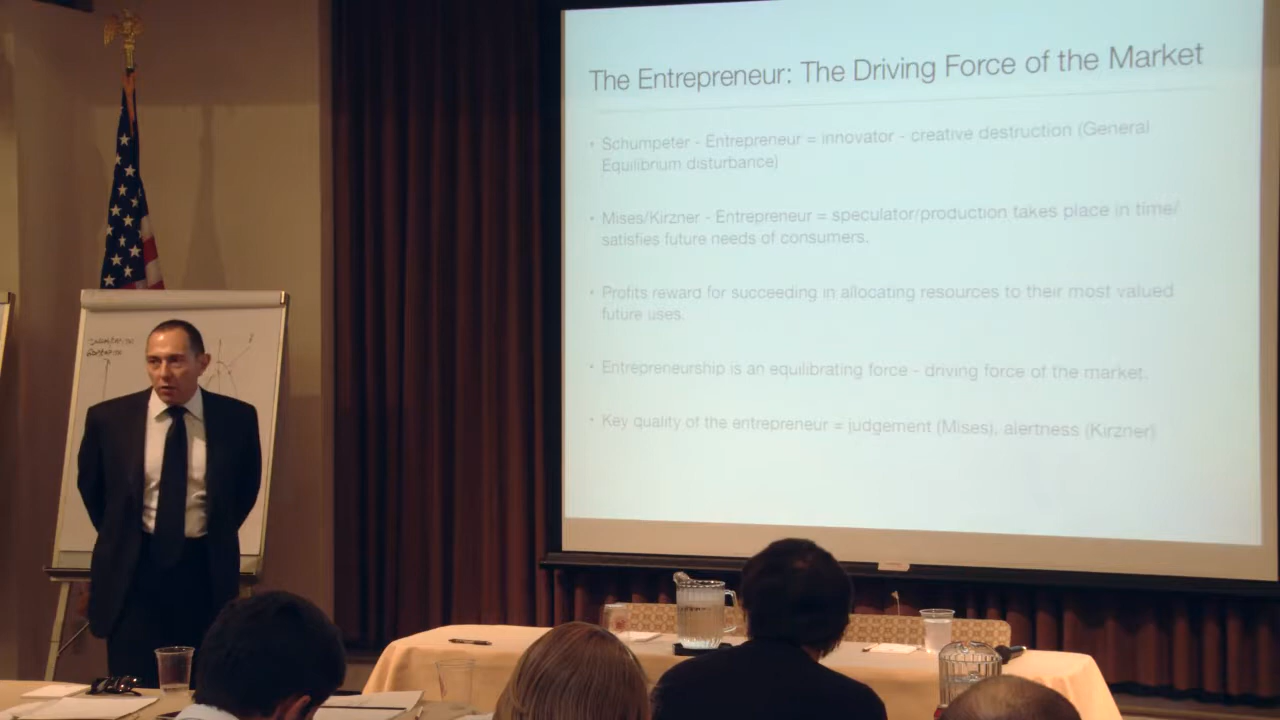 The Entrepreneur: The Driving Force of the Market
• Schumpeter - Entrepreneur = innovator - creative destruction (General
Equilibrium disturbance)
• Mises/Kirzner - Entrepreneur = speculator/production takes place in time/
satisfies future needs of consumers.
• Profits reward for succeeding in allocating resources to their most valued
future uses.
• Entrepreneurship is an equilibrating force - driving force of the market.
• Key quality of the entrepreneur = judgement (Mises), alertness (Kirzner)